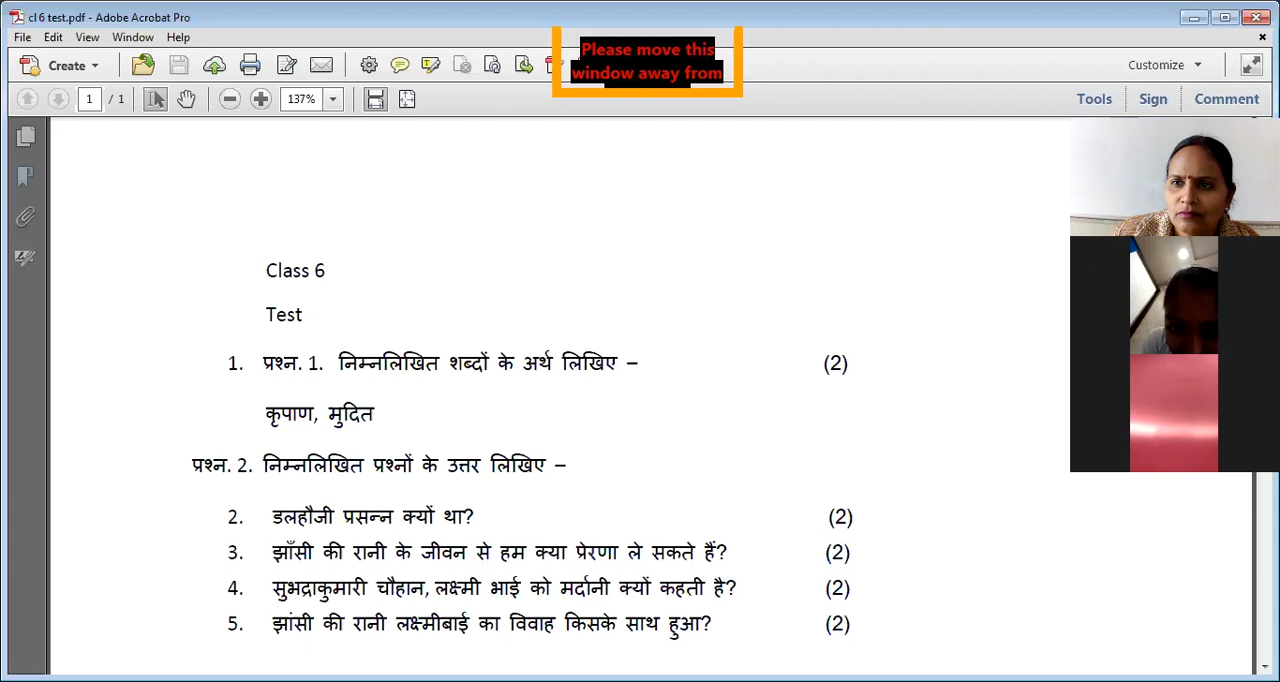 cl 6 test.pdf - Adobe Acrobat Pro
File Edit View Window Help
Create
Please move this
window away from
Customize
1 / 1
137%
Tools Sign Comment
Class 6
Test
1. प्रश्न. 1. निम्नलिखित शब्दों के अर्थ लिखिए – (2)
कृपाण, मुदित
प्रश्न. 2. निम्नलिखित प्रश्नों के उत्तर लिखिए –
2. डलहौजी प्रसन्न क्यों था? (2)
3. झाँसी की रानी के जीवन से हम क्या प्रेरणा ले सकते हैं? (2)
4. सुभद्राकुमारी चौहान, लक्ष्मी भाई को मर्दानी क्यों कहती है? (2)
5. झांसी की रानी लक्ष्मीबाई का विवाह किसके साथ हुआ? (2)